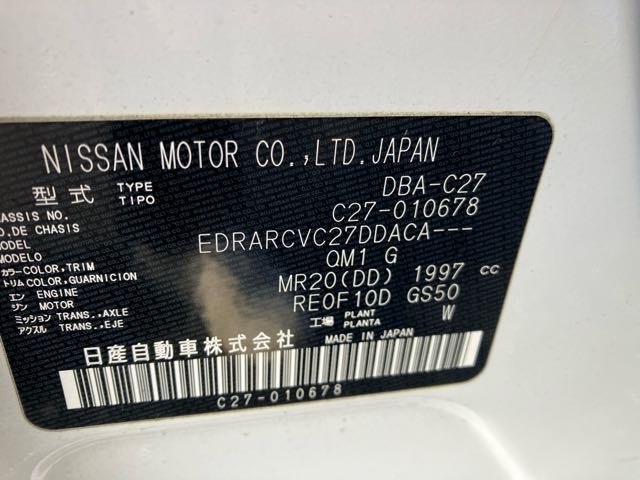 NISSAN MOTOR CO.,LTD.JAPAN
型式 TYPE TIPO DBA-C27
CHASSIS NO. C27-010678
NO. DE CHASIS
MODEL EDRARCVC27DDACA---
MODELO
カラー COLOR, TRIM QM1 G
トリム COLOR, GUARNICION
エンジン ENGINE MOTOR MR20(DD) 1997 CC
ミッション TRANS., AXLE RE0F10D GS50
アクスル TRANS., EJE 工場 PLANT PLANTA W
日産自動車株式会社 MADE IN JAPAN
C27-010678